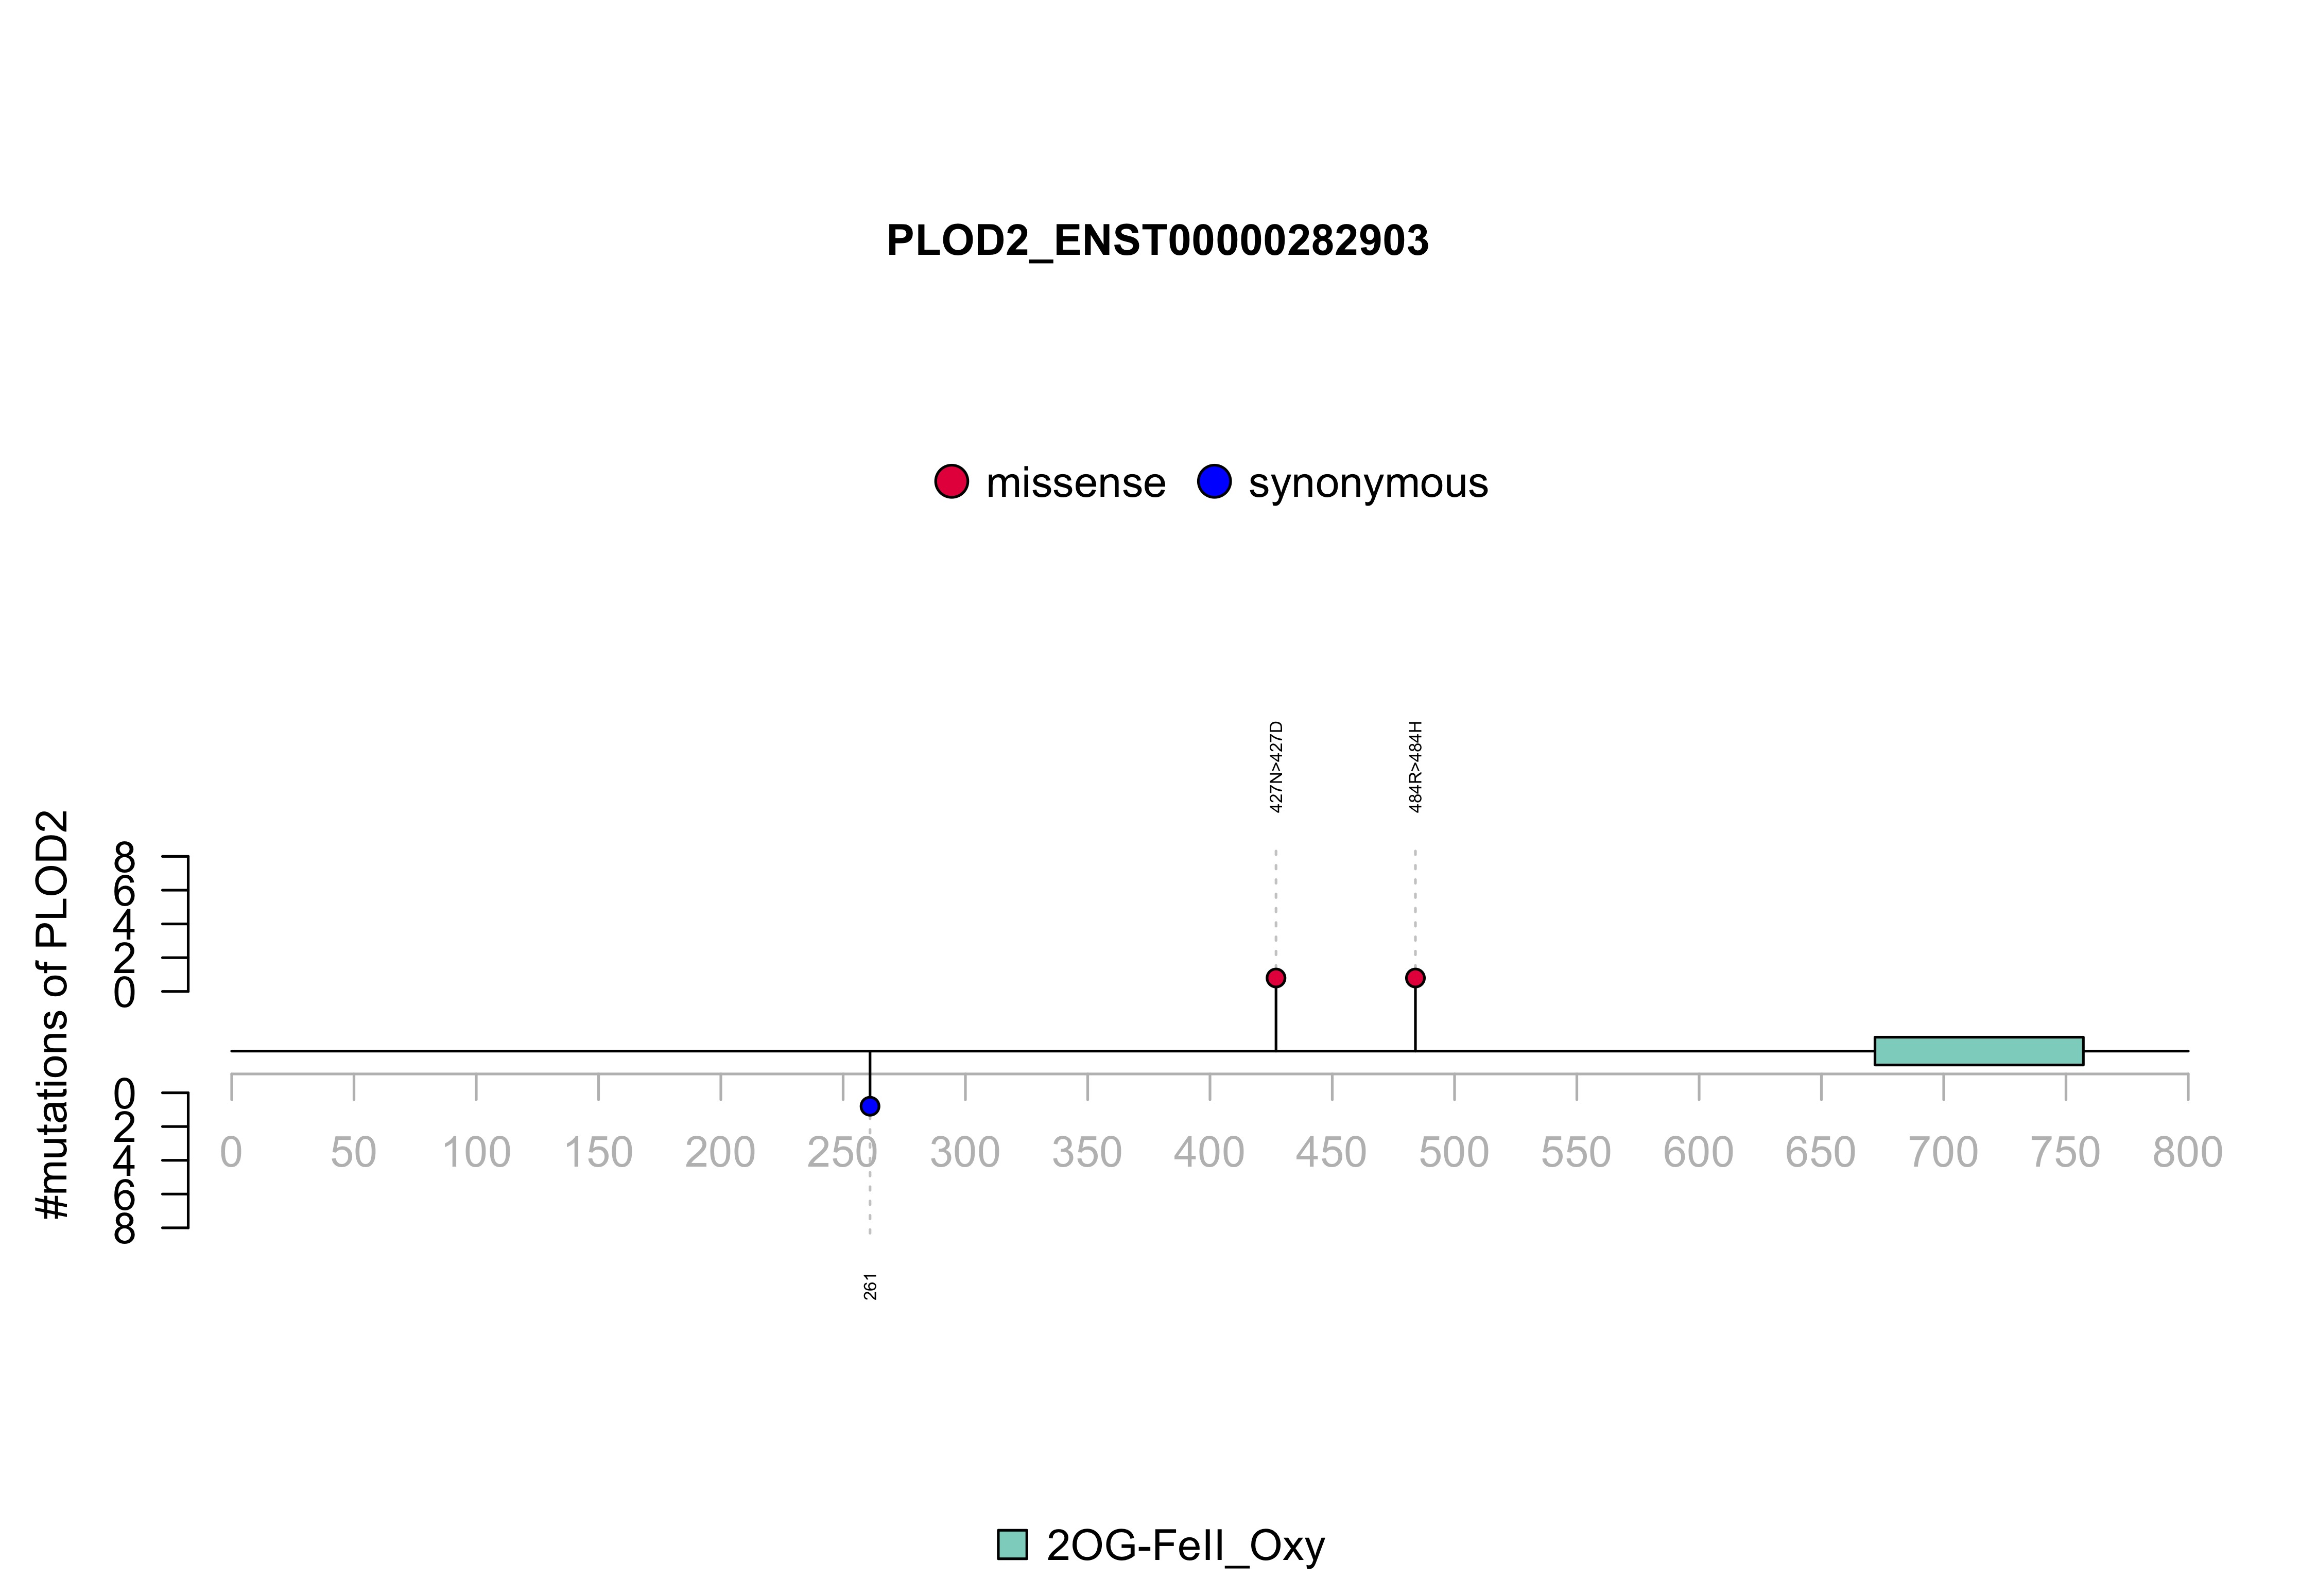 PLOD2_ENST00000282903
missense synonymous
427N>427D 484R>484H
#mutations of PLOD2
8
6
4
2
0
0
2
4
6
8
0 50 100 150 200 250 300 350 400 450 500 550 600 650 700 750 800
261
2OG-FeII_Oxy